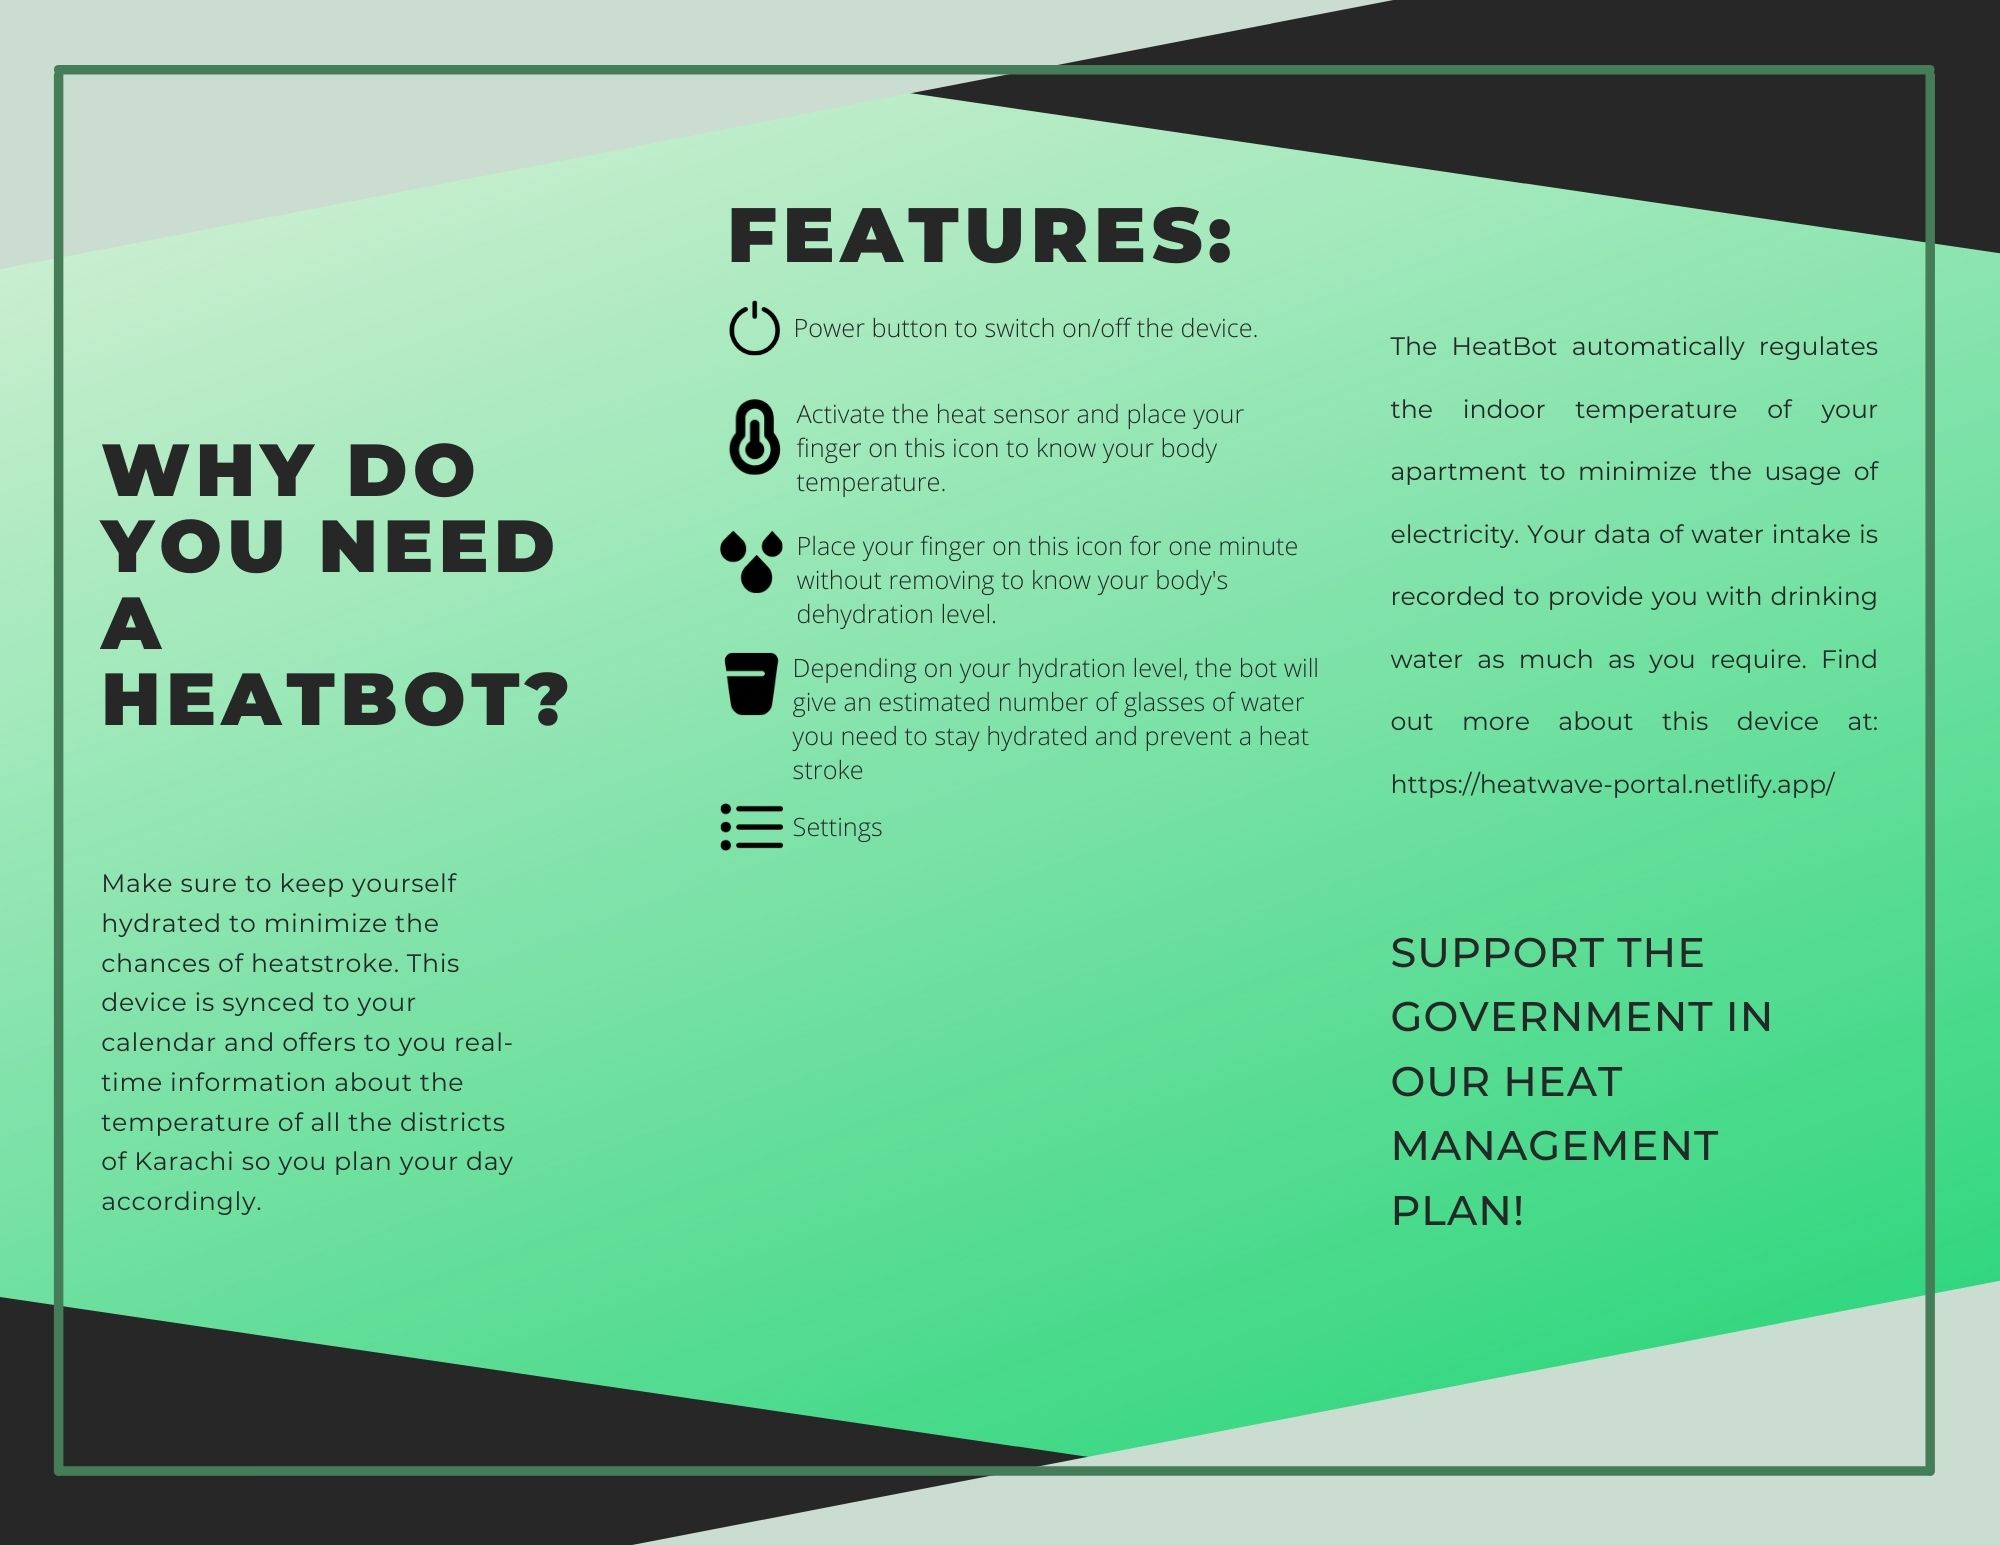 WHY DO
YOU NEED
A
HEATBOT?
Make sure to keep yourself
hydrated to minimize the
chances of heatstroke. This
device is synced to your
calendar and offers to you real-
time information about the
temperature of all the districts
of Karachi so you plan your day
accordingly.
FEATURES:
Power button to switch on/off the device.
Activate the heat sensor and place your
finger on this icon to know your body
temperature.
Place your finger on this icon for one minute
without removing to know your body's
dehydration level.
Depending on your hydration level, the bot will
give an estimated number of glasses of water
you need to stay hydrated and prevent a heat
stroke
Settings
The HeatBot automatically regulates
the indoor temperature of your
apartment to minimize the usage of
electricity. Your data of water intake is
recorded to provide you with drinking
water as much as you require. Find
out more about this device at:
https://heatwave-portal.netlify.app/
SUPPORT THE
GOVERNMENT IN
OUR HEAT
MANAGEMENT
PLAN!